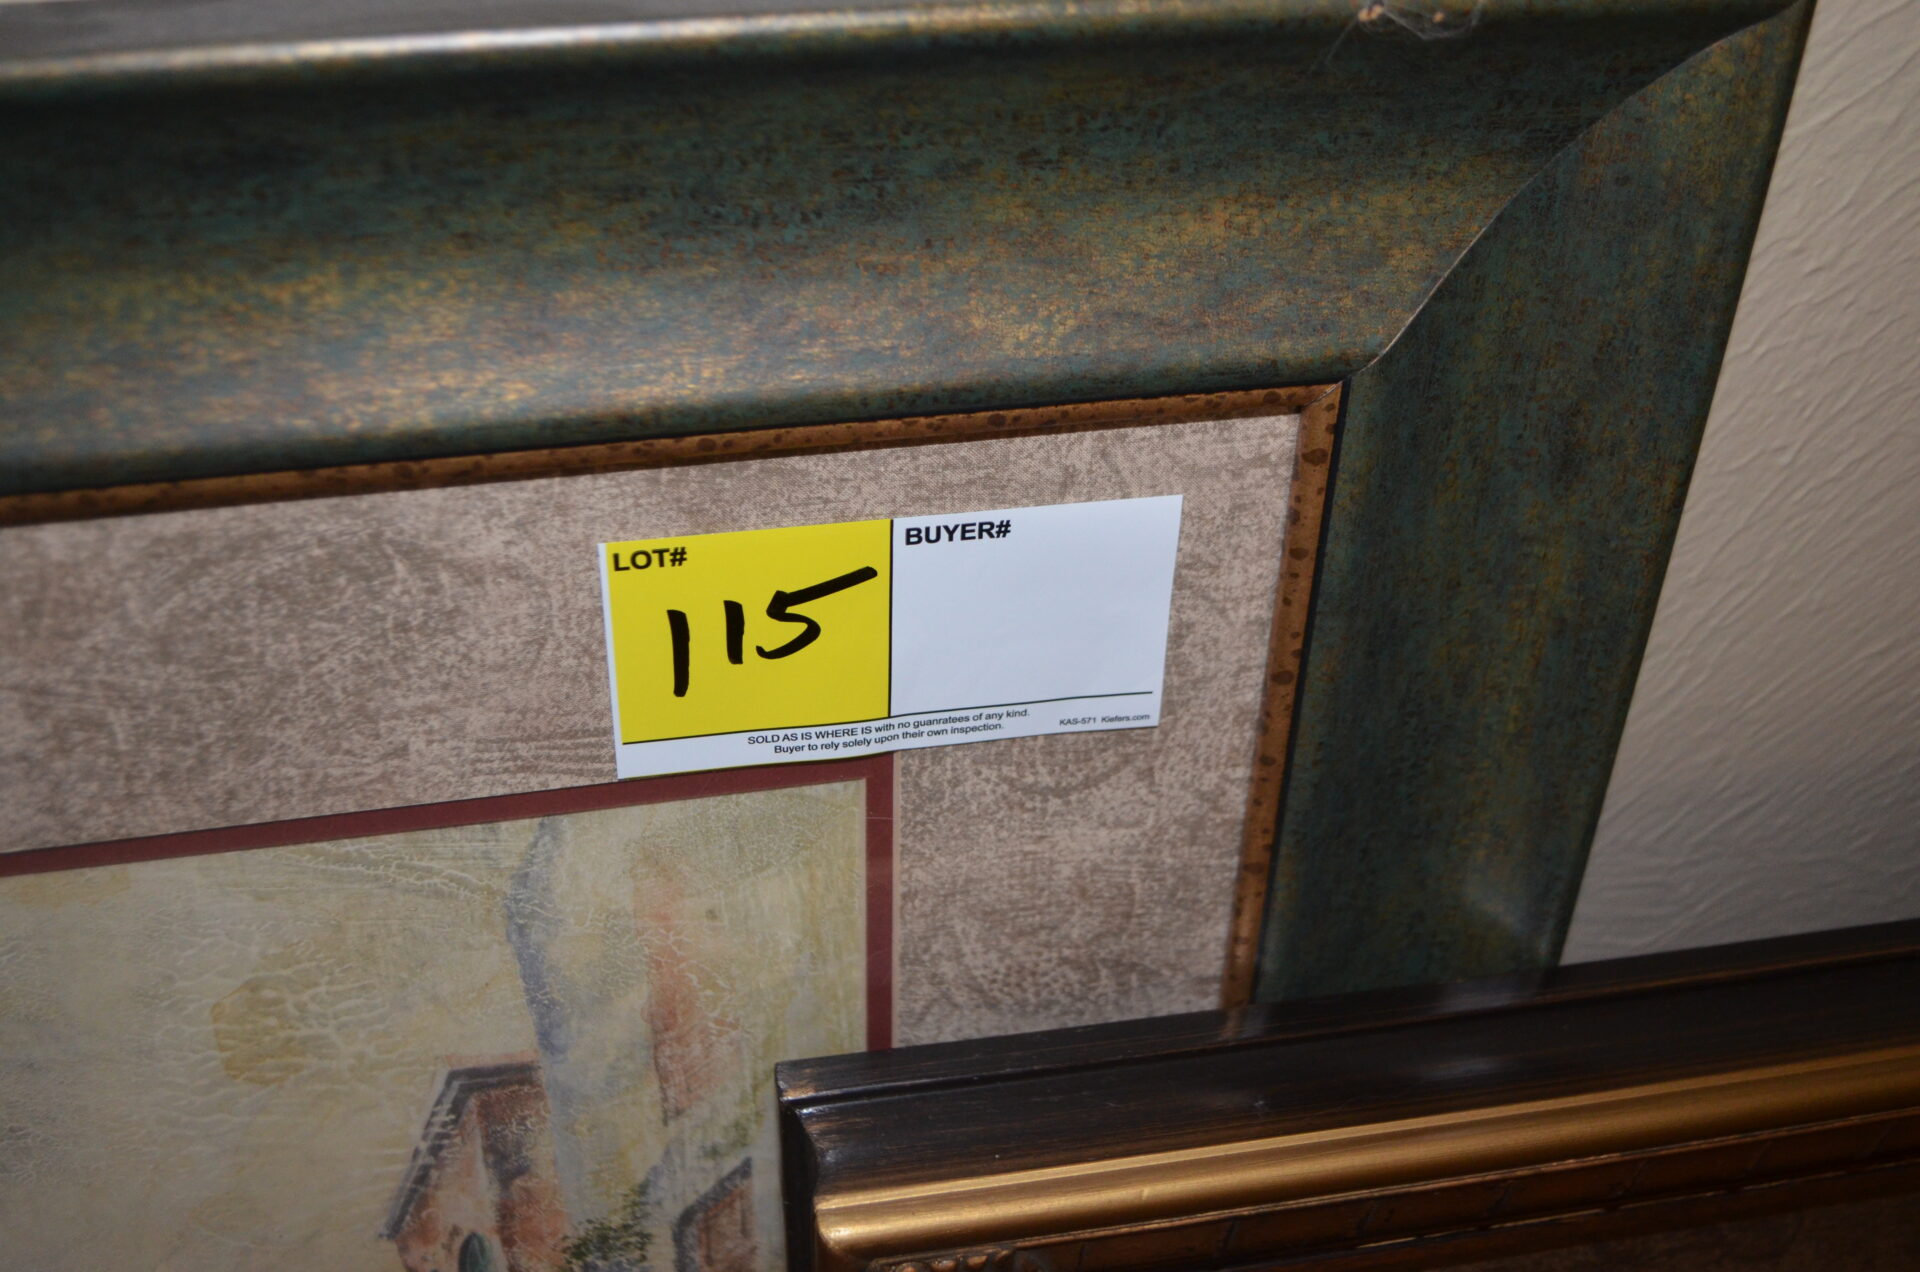 LOT#
BUYER#
115
SOLD AS IS WHERE IS with no guanratees of any kind.
Buyer to rely solely upon their own inspection.
KAS-571 Kiefers.com